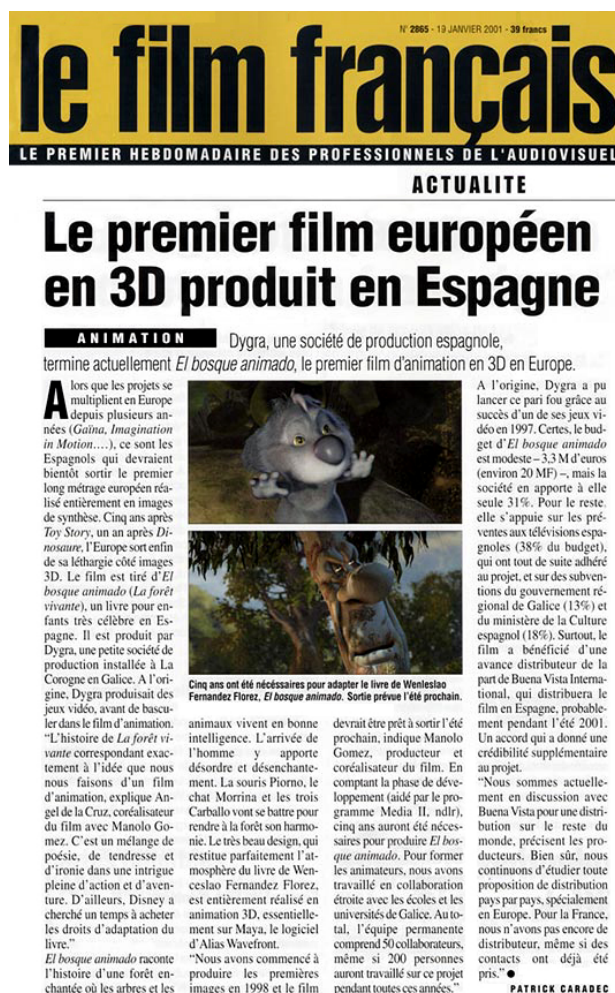 N° 2865 - 19 JANVIER 2001 - 39 francs
le film français
LE PREMIER HEBDOMADAIRE DES PROFESSIONNELS DE L'AUDIOVISUEL
ACTUALITE
Le premier film européen
en 3D produit en Espagne
ANIMATION Dygra, une société de production espagnole,
termine actuellement El bosque animado, le premier film d'animation en 3D en Europe.
Alors que les projets se
multiplient en Europe
depuis plusieurs an-
nées (Gaïna, Imagination
in Motion….), ce sont les
Espagnols qui devraient
bientôt sortir le premier
long métrage européen réa-
lisé entièrement en images
de synthèse. Cinq ans après
Toy Story, un an après Di-
nosaure, l'Europe sort enfin
de sa léthargie côté images
3D. Le film est tiré d'El
bosque animado (La forêt
vivante), un livre pour en-
fants très célèbre en Es-
pagne. Il est produit par
Dygra, une petite société de
production installée à La
Corogne en Galice. A l'ori-
gine, Dygra produisait des
jeux vidéo, avant de bascu-
ler dans le film d'animation.
"L'histoire de La forêt vi-
vante correspondant exac-
tement à l'idée que nous
nous faisons d'un film
d'animation, explique An-
gel de la Cruz, coréalisateur
du film avec Manolo Go-
mez. C'est un mélange de
poésie, de tendresse et
d'ironie dans une intrigue
pleine d'action et d'aven-
ture. D'ailleurs, Disney a
cherché un temps à acheter
les droits d'adaptation du
livre."
El bosque animado raconte
l'histoire d'une forêt en-
chantée où les arbres et les
Cinq ans ont été nécéssaires pour adapter le livre de Wenleslao
Fernandez Florez, El bosque animado. Sortie prévue l'été prochain.
animaux vivent en bonne
intelligence. L'arrivée de
l'homme y apporte
désordre et désenchante-
ment. La souris Piorno, le
chat Morrina et les trois
Carballo vont se battre pour
rendre à la forêt son harmo-
nie. Le très beau design, qui
restitue parfaitement l'at-
mosphère du livre de Wen-
ceslao Fernandez Florez,
est entièrement réalisé en
animation 3D, essentielle-
ment sur Maya, le logiciel
d'Alias Wavefront.
"Nous avons commencé à
produire les premières
images en 1998 et le film
devrait être prêt à sortir l'été
prochain, indique Manolo
Gomez, producteur et
coréalisateur du film. En
comptant la phase de déve-
loppement (aidé par le pro-
gramme Media II, ndlr),
cinq ans auront été néces-
saires pour produire El bos-
que animado. Pour former
les animateurs, nous avons
travaillé en collaboration
étroite avec les écoles et les
universités de Galice. Au to-
tal, l'équipe permanente
comprend 50 collaborateurs,
même si 200 personnes
auront travaillé sur ce projet
pendant toutes ces années."
A l'origine, Dygra a pu
lancer ce pari fou grâce au
succès d'un de ses jeux vi-
déo en 1997. Certes, le bud-
get d'El bosque animado
est modeste – 3,3 M d'euros
(environ 20 MF) –, mais la
société en apporte à elle
seule 31%. Pour le reste.
elle s'appuie sur les pré-
ventes aux télévisions espa-
gnoles (38% du budget),
qui ont tout de suite adhéré
au projet, et sur des subven-
tions du gouvernement ré-
gional de Galice (13%) et
du ministère de la Culture
espagnol (18%). Surtout, le
film a bénéficié d'une
avance distributeur de la
part de Buena Vista Interna-
tional, qui distribuera le
film en Espagne, probable-
ment pendant l'été 2001.
Un accord qui a donné une
crédibilité supplémentaire
au projet.
"Nous sommes actuelle-
ment en discussion avec
Buena Vista pour une distri-
bution sur le reste du
monde, précisent les pro-
ducteurs. Bien sûr, nous
continuons d'étudier toute
proposition de distribution
pays par pays, spécialement
en Europe. Pour la France,
nous n'avons pas encore de
distributeur, même si des
contacts ont déjà été
pris." ●
PATRICK CARADEC